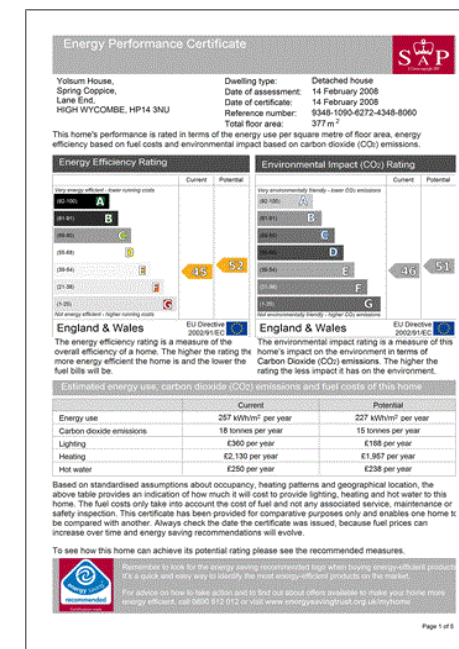 Energy Performance Certificate
SAP
Yolsum House,
Spring Coppice,
Lane End,
HIGH WYCOMBE, HP14 3NU
Dwelling type: Detached house
Date of assessment: 14 February 2008
Date of certificate: 14 February 2008
Reference number: 9348-1090-6272-4348-8060
Total floor area: 377 m²
This home's performance is rated in terms of the energy use per square metre of floor area, energy
efficiency based on fuel costs and environmental impact based on carbon dioxide (CO2) emissions.
Energy Efficiency Rating
Current Potential
Very energy efficient - lower running costs
(92-100) A
(81-91) B
(69-80) C
(55-68) D
(39-54) E
(21-38) F
(1-20) G
45
52
Not energy efficient - higher running costs
England & Wales
EU Directive
2002/91/EC
Environmental Impact (CO2) Rating
Current Potential
Very environmentally friendly - lower CO2 emissions
(92-100) A
(81-91) B
(69-80) C
(55-68) D
(39-54) E
(21-38) F
(1-20) G
46
51
Not environmentally friendly - higher CO2 emissions
England & Wales
EU Directive
2002/91/EC
The energy efficiency rating is a measure of the
overall efficiency of a home. The higher the rating the
more energy efficient the home is and the lower the
fuel bills will be.
The environmental impact rating is a measure of this
home's impact on the environment in terms of
Carbon Dioxide (CO2) emissions. The higher the
rating the less impact it has on the environment.
Estimated energy use, carbon dioxide (CO2) emissions and fuel costs of this home
Current Potential
Energy use 257 kWh/m² per year 227 kWh/m² per year
Carbon dioxide emissions 18 tonnes per year 15 tonnes per year
Lighting £360 per year £188 per year
Heating £2,130 per year £1,957 per year
Hot water £250 per year £238 per year
Based on standardised assumptions about occupancy, heating patterns and geographical location, the
above table provides an indication of how much it will cost to provide lighting, heating and hot water to this
home. The fuel costs only take into account the cost of fuel and not any associated service, maintenance or
safety inspection. This certificate has been provided for comparative purposes only and enables one home to
be compared with another. Always check the date the certificate was issued, because fuel prices can
increase over time and energy saving recommendations will evolve.
To see how this home can achieve its potential rating please see the recommended measures.
energy saving
recommended
Certification mark
Remember to look for the energy saving recommended logo when buying energy-efficient products.
It's a quick and easy way to identify the most energy-efficient products on the market.
For advice on how to take action and to find out about offers available to make your home more
energy efficient, call 0800 512 012 or visit www.energysavingtrust.org.uk/myhome
Page 1 of 5